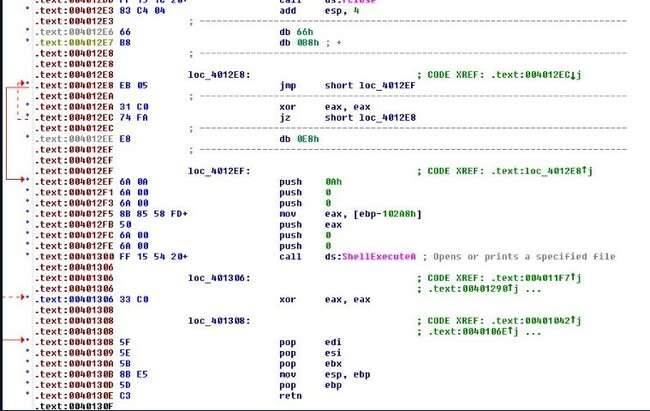 .text:004012DD FF 15 1C 20+ call ds:fclose
.text:004012E3 83 C4 04 add esp, 4
.text:004012E3 ; ---------------------------------------------------------------------------
.text:004012E6 66 db 66h
.text:004012E7 B8 db 0B8h ; +
.text:004012E8 ; ---------------------------------------------------------------------------
.text:004012E8
.text:004012E8 loc_4012E8: ; CODE XREF: .text:004012EC↓j
.text:004012E8 EB 05 jmp short loc_4012EF
.text:004012EA ; ---------------------------------------------------------------------------
.text:004012EA 31 C0 xor eax, eax
.text:004012EC 74 FA jz short loc_4012E8
.text:004012EC ; ---------------------------------------------------------------------------
.text:004012EE E8 db 0E8h
.text:004012EF ; ---------------------------------------------------------------------------
.text:004012EF
.text:004012EF loc_4012EF: ; CODE XREF: .text:loc_4012E8↑j
.text:004012EF 6A 0A push 0Ah
.text:004012F1 6A 00 push 0
.text:004012F3 6A 00 push 0
.text:004012F5 8B 85 58 FD+ mov eax, [ebp-102A8h]
.text:004012FB 50 push eax
.text:004012FC 6A 00 push 0
.text:004012FE 6A 00 push 0
.text:00401300 FF 15 54 20+ call ds:ShellExecuteA ; Opens or prints a specified file
.text:00401306
.text:00401306 loc_401306: ; CODE XREF: .text:004011F7↑j
.text:00401306 ; .text:00401290↑j ...
.text:00401306 33 C0 xor eax, eax
.text:00401308
.text:00401308 loc_401308: ; CODE XREF: .text:00401042↑j
.text:00401308 ; .text:0040106E↑j ...
.text:00401308 5F pop edi
.text:00401309 5E pop esi
.text:0040130A 5B pop ebx
.text:0040130B 8B E5 mov esp, ebp
.text:0040130D 5D pop ebp
.text:0040130E C3 retn
.text:0040130F